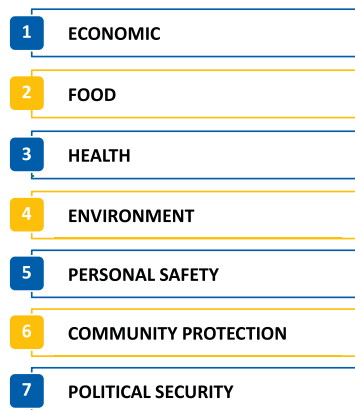 1 ECONOMIC
2 FOOD
3 HEALTH
4 ENVIRONMENT
5 PERSONAL SAFETY
6 COMMUNITY PROTECTION
7 POLITICAL SECURITY